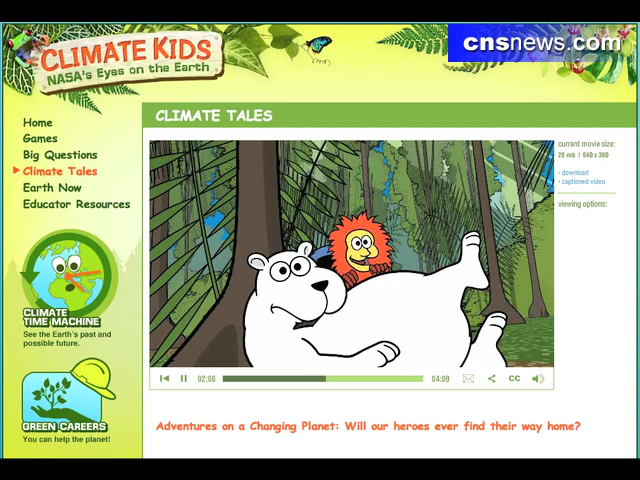 cnsnews.com
CLIMATE KIDS
NASA's Eyes on the Earth
Home
Games
Big Questions
Climate Tales
Earth Now
Educator Resources
CLIMATE
TIME MACHINE
See the Earth's past and
possible future.
GREEN CAREERS
You can help the planet!
CLIMATE TALES
current movie size:
28 mb | 640 x 360
› download
› captioned video
viewing options:
02:08
04:09
CC
Adventures on a Changing Planet: Will our heroes ever find their way home?